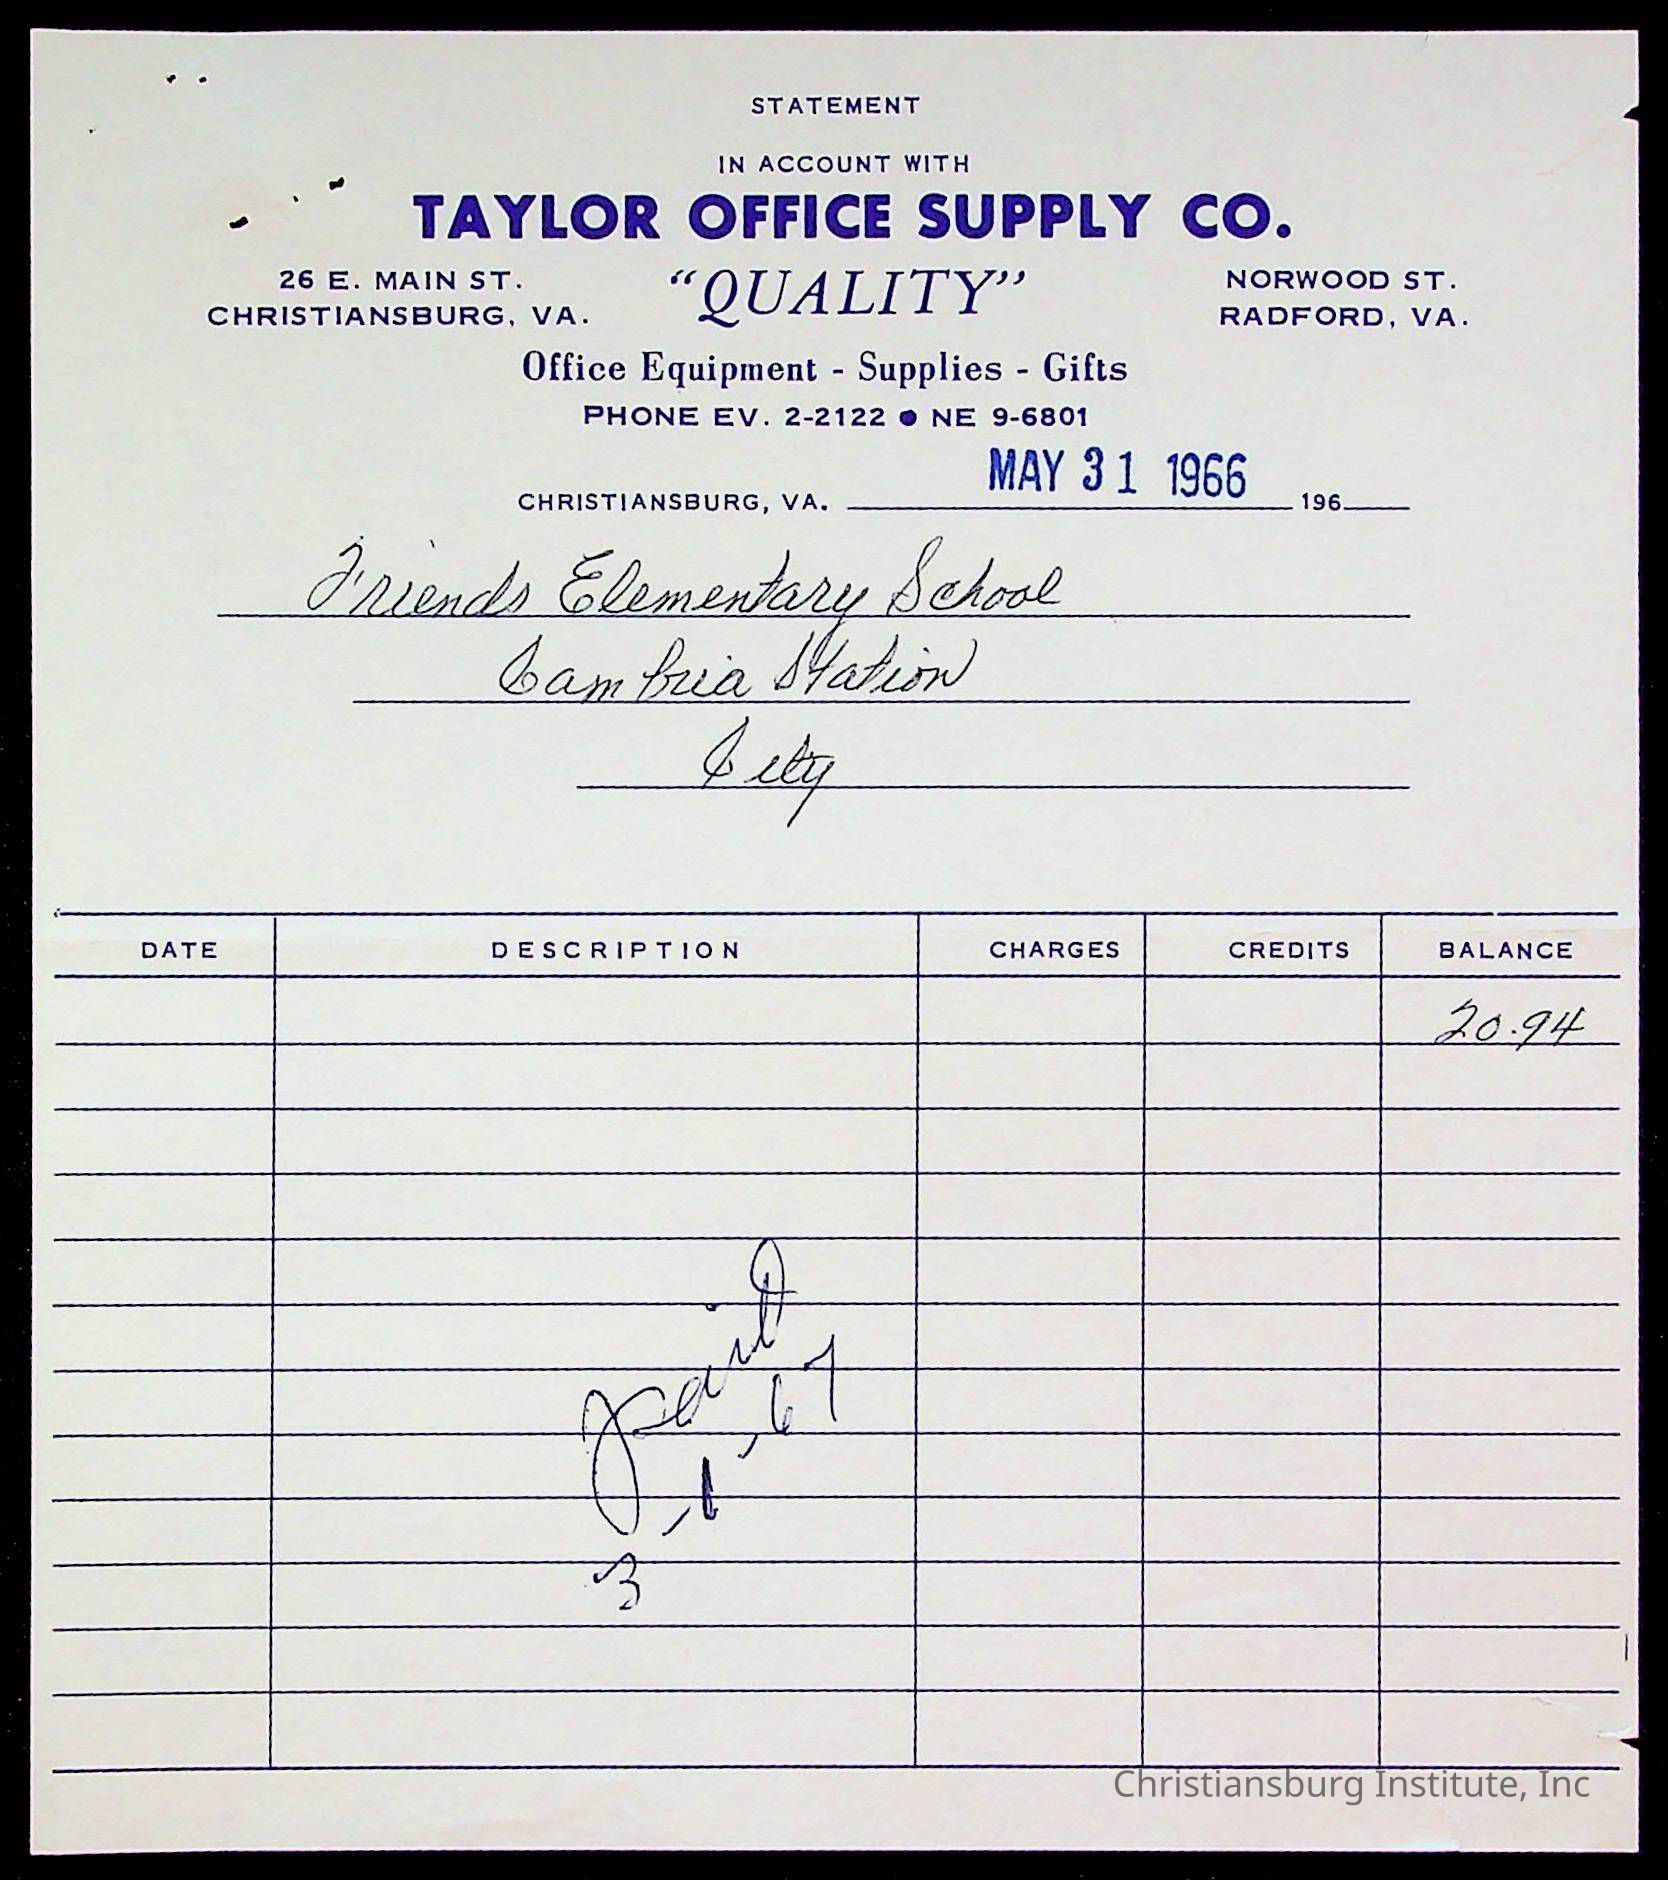 STATEMENT
IN ACCOUNT WITH
TAYLOR OFFICE SUPPLY CO.
26 E. MAIN ST. "QUALITY" NORWOOD ST.
CHRISTIANSBURG, VA. RADFORD, VA.
Office Equipment - Supplies - Gifts
PHONE EV. 2-2122 ● NE 9-6801
MAY 31 1966
CHRISTIANSBURG, VA. 196
Friends Elementary School
Cambria Station
City
DATE DESCRIPTION CHARGES CREDITS BALANCE
20.94
paid
3-1-67
Christiansburg Institute, Inc